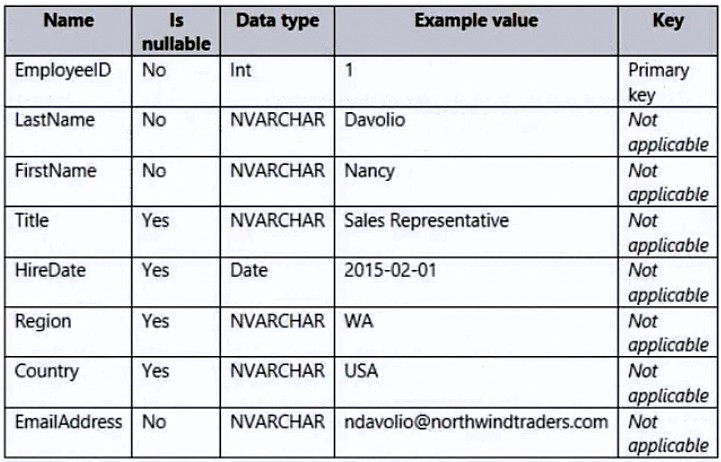 Name Is nullable Data type Example value Key
EmployeeID No Int 1 Primary key
LastName No NVARCHAR Davolio Not applicable
FirstName No NVARCHAR Nancy Not applicable
Title Yes NVARCHAR Sales Representative Not applicable
HireDate Yes Date 2015-02-01 Not applicable
Region Yes NVARCHAR WA Not applicable
Country Yes NVARCHAR USA Not applicable
EmailAddress No NVARCHAR ndavolio@northwindtraders.com Not applicable